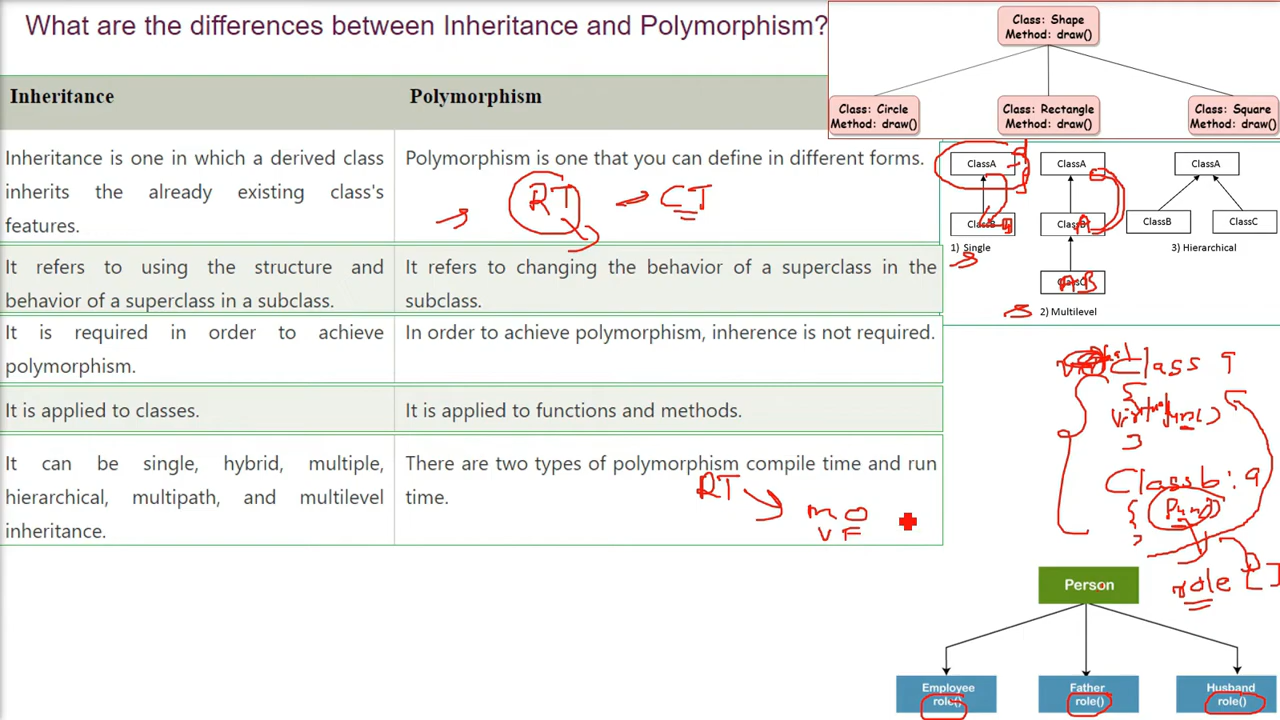 What are the differences between Inheritance and Polymorphism?
Class: Shape
Method: draw()
Class: Circle
Method: draw()
Class: Rectangle
Method: draw()
Class: Square
Method: draw()
Inheritance
Polymorphism
Inheritance is one in which a derived class
inherits the already existing class's
features.
Polymorphism is one that you can define in different forms.
RT
CT
It refers to using the structure and
behavior of a superclass in a subclass.
It refers to changing the behavior of a superclass in the
subclass.
It is required in order to achieve
polymorphism.
In order to achieve polymorphism, inherence is not required.
It is applied to classes.
It is applied to functions and methods.
It can be single, hybrid, multiple,
hierarchical, multipath, and multilevel
inheritance.
There are two types of polymorphism compile time and run
time.
RT
m o
V F
ClassA
1) Single
ClassA
A
AB
2) Multilevel
ClassA
ClassB
ClassC
3) Hierarchical
Class
{
virtual
}
Class b :
{
}
role
Person
Employee
role()
Father
role()
Husband
role()